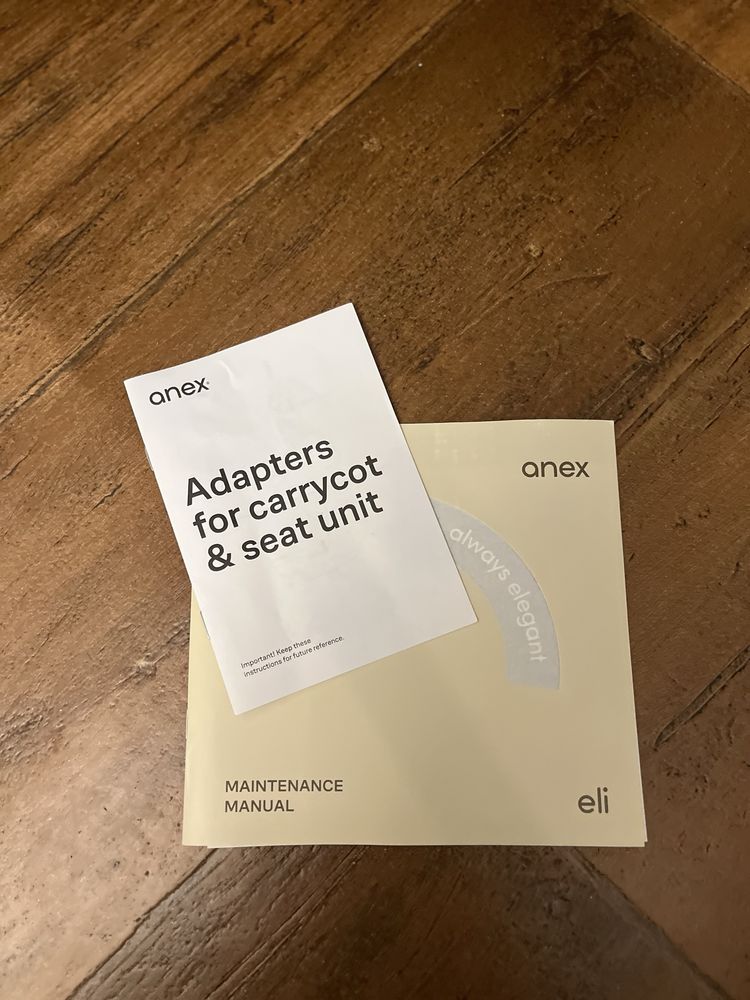 anex
Adapters
for carrycot
& seat unit
Important! Keep these
instructions for future reference.
anex
always elegant
MAINTENANCE
MANUAL
eli